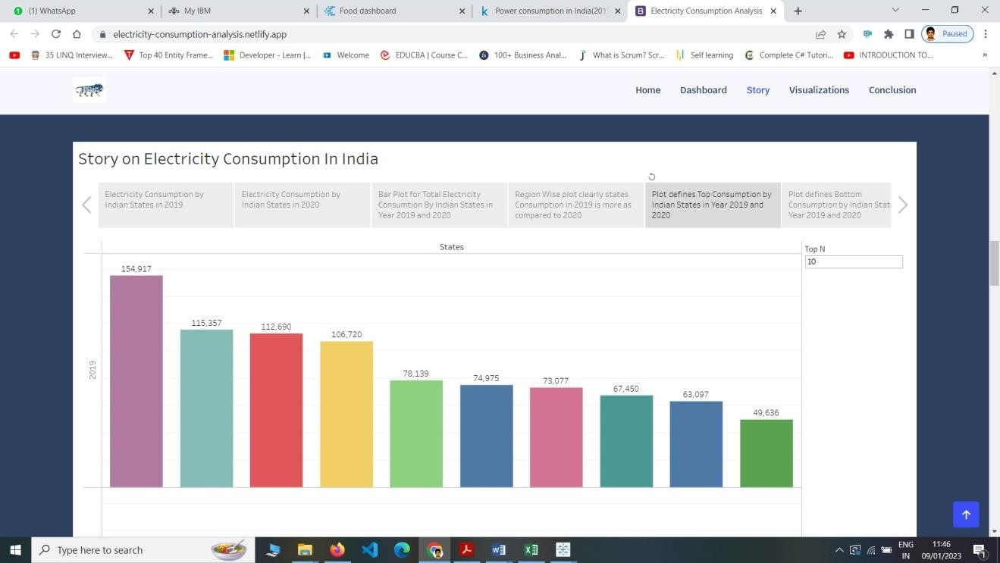 (1) WhatsApp
My IBM
Food dashboard
Power consumption in India(201
Electricity Consumption Analysis
electricity-consumption-analysis.netlify.app
Paused
35 LINQ Interview...
Top 40 Entity Frame...
Developer - Learn |...
Welcome
EDUCBA | Course C...
100+ Business Anal...
What is Scrum? Scr...
Self learning
Complete C# Tutori...
INTRODUCTION TO...
»
Home Dashboard Story Visualizations Conclusion
Story on Electricity Consumption In India
Electricity Consumption by
Indian States in 2019
Electricity Consumption by
Indian States in 2020
Bar Plot for Total Electricity
Consumtion By Indian States in
Year 2019 and 2020
Region Wise plot clearly states
Consumption in 2019 is more as
compared to 2020
Plot defines Top Consumption by
Indian States in Year 2019 and
2020
Plot defines Bottom
Consumption by Indian Stat
Year 2019 and 2020
States
Top N
10
2019
154,917
115,357
112,690
106,720
78,139
74,975
73,077
67,450
63,097
49,636
Type here to search
ENG
IN
11:46
09/01/2023
1